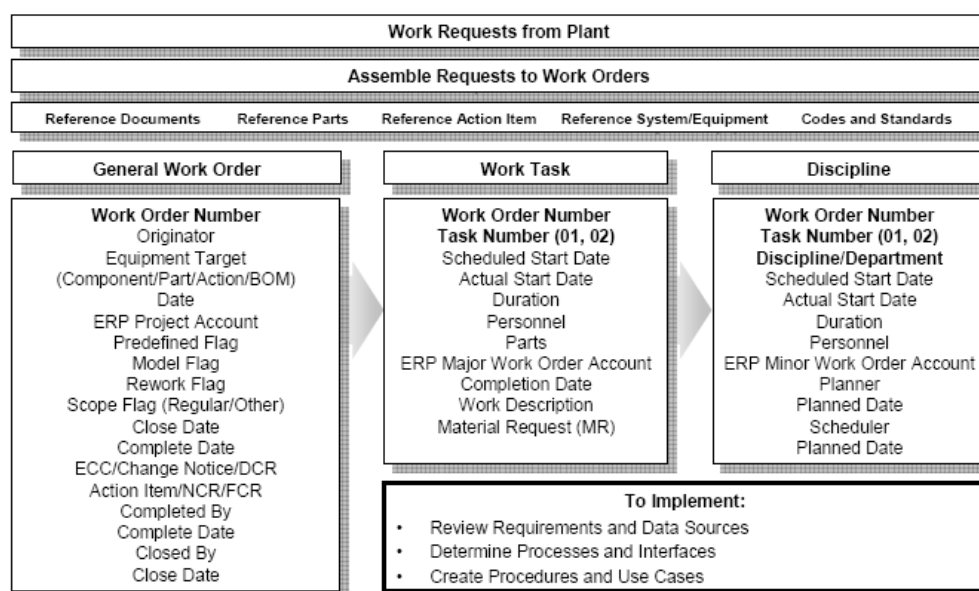 Work Requests from Plant
Assemble Requests to Work Orders
Reference Documents Reference Parts Reference Action Item Reference System/Equipment Codes and Standards
General Work Order
Work Order Number
Originator
Equipment Target
(Component/Part/Action/BOM)
Date
ERP Project Account
Predefined Flag
Model Flag
Rework Flag
Scope Flag (Regular/Other)
Close Date
Complete Date
ECC/Change Notice/DCR
Action Item/NCR/FCR
Completed By
Complete Date
Closed By
Close Date
Work Task
Work Order Number
Task Number (01, 02)
Scheduled Start Date
Actual Start Date
Duration
Personnel
Parts
ERP Major Work Order Account
Completion Date
Work Description
Material Request (MR)
Discipline
Work Order Number
Task Number (01, 02)
Discipline/Department
Scheduled Start Date
Actual Start Date
Duration
Personnel
ERP Minor Work Order Account
Planner
Planned Date
Scheduler
Planned Date
To Implement:
• Review Requirements and Data Sources
• Determine Processes and Interfaces
• Create Procedures and Use Cases